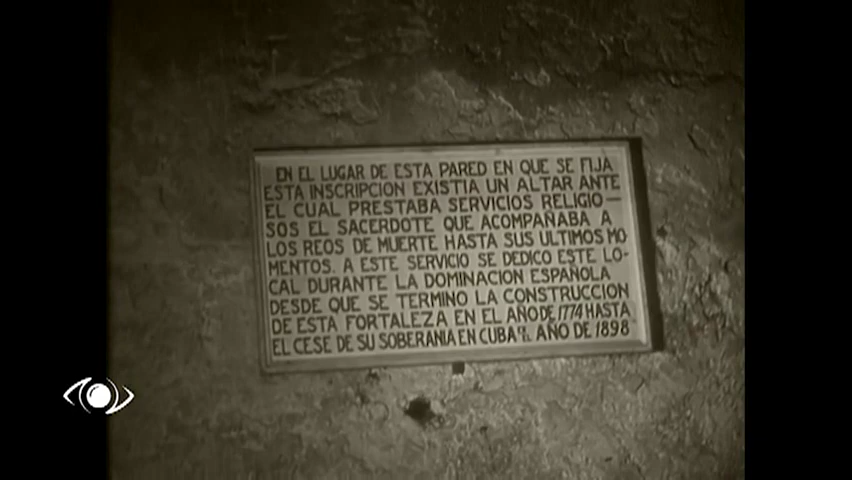 EN EL LUGAR DE ESTA PARED EN QUE SE FIJA
ESTA INSCRIPCION EXISTIA UN ALTAR ANTE
EL CUAL PRESTABA SERVICIOS RELIGIO—
SOS EL SACERDOTE QUE ACOMPAÑABA A
LOS REOS DE MUERTE HASTA SUS ULTIMOS MO
MENTOS. A ESTE SERVICIO SE DEDICO ESTE LO-
CAL DURANTE LA DOMINACION ESPAÑOLA
DESDE QUE SE TERMINO LA CONSTRUCCION
DE ESTA FORTALEZA EN EL AÑO DE 1774 HASTA
EL CESE DE SU SOBERANIA EN CUBA EN EL AÑO DE 1898